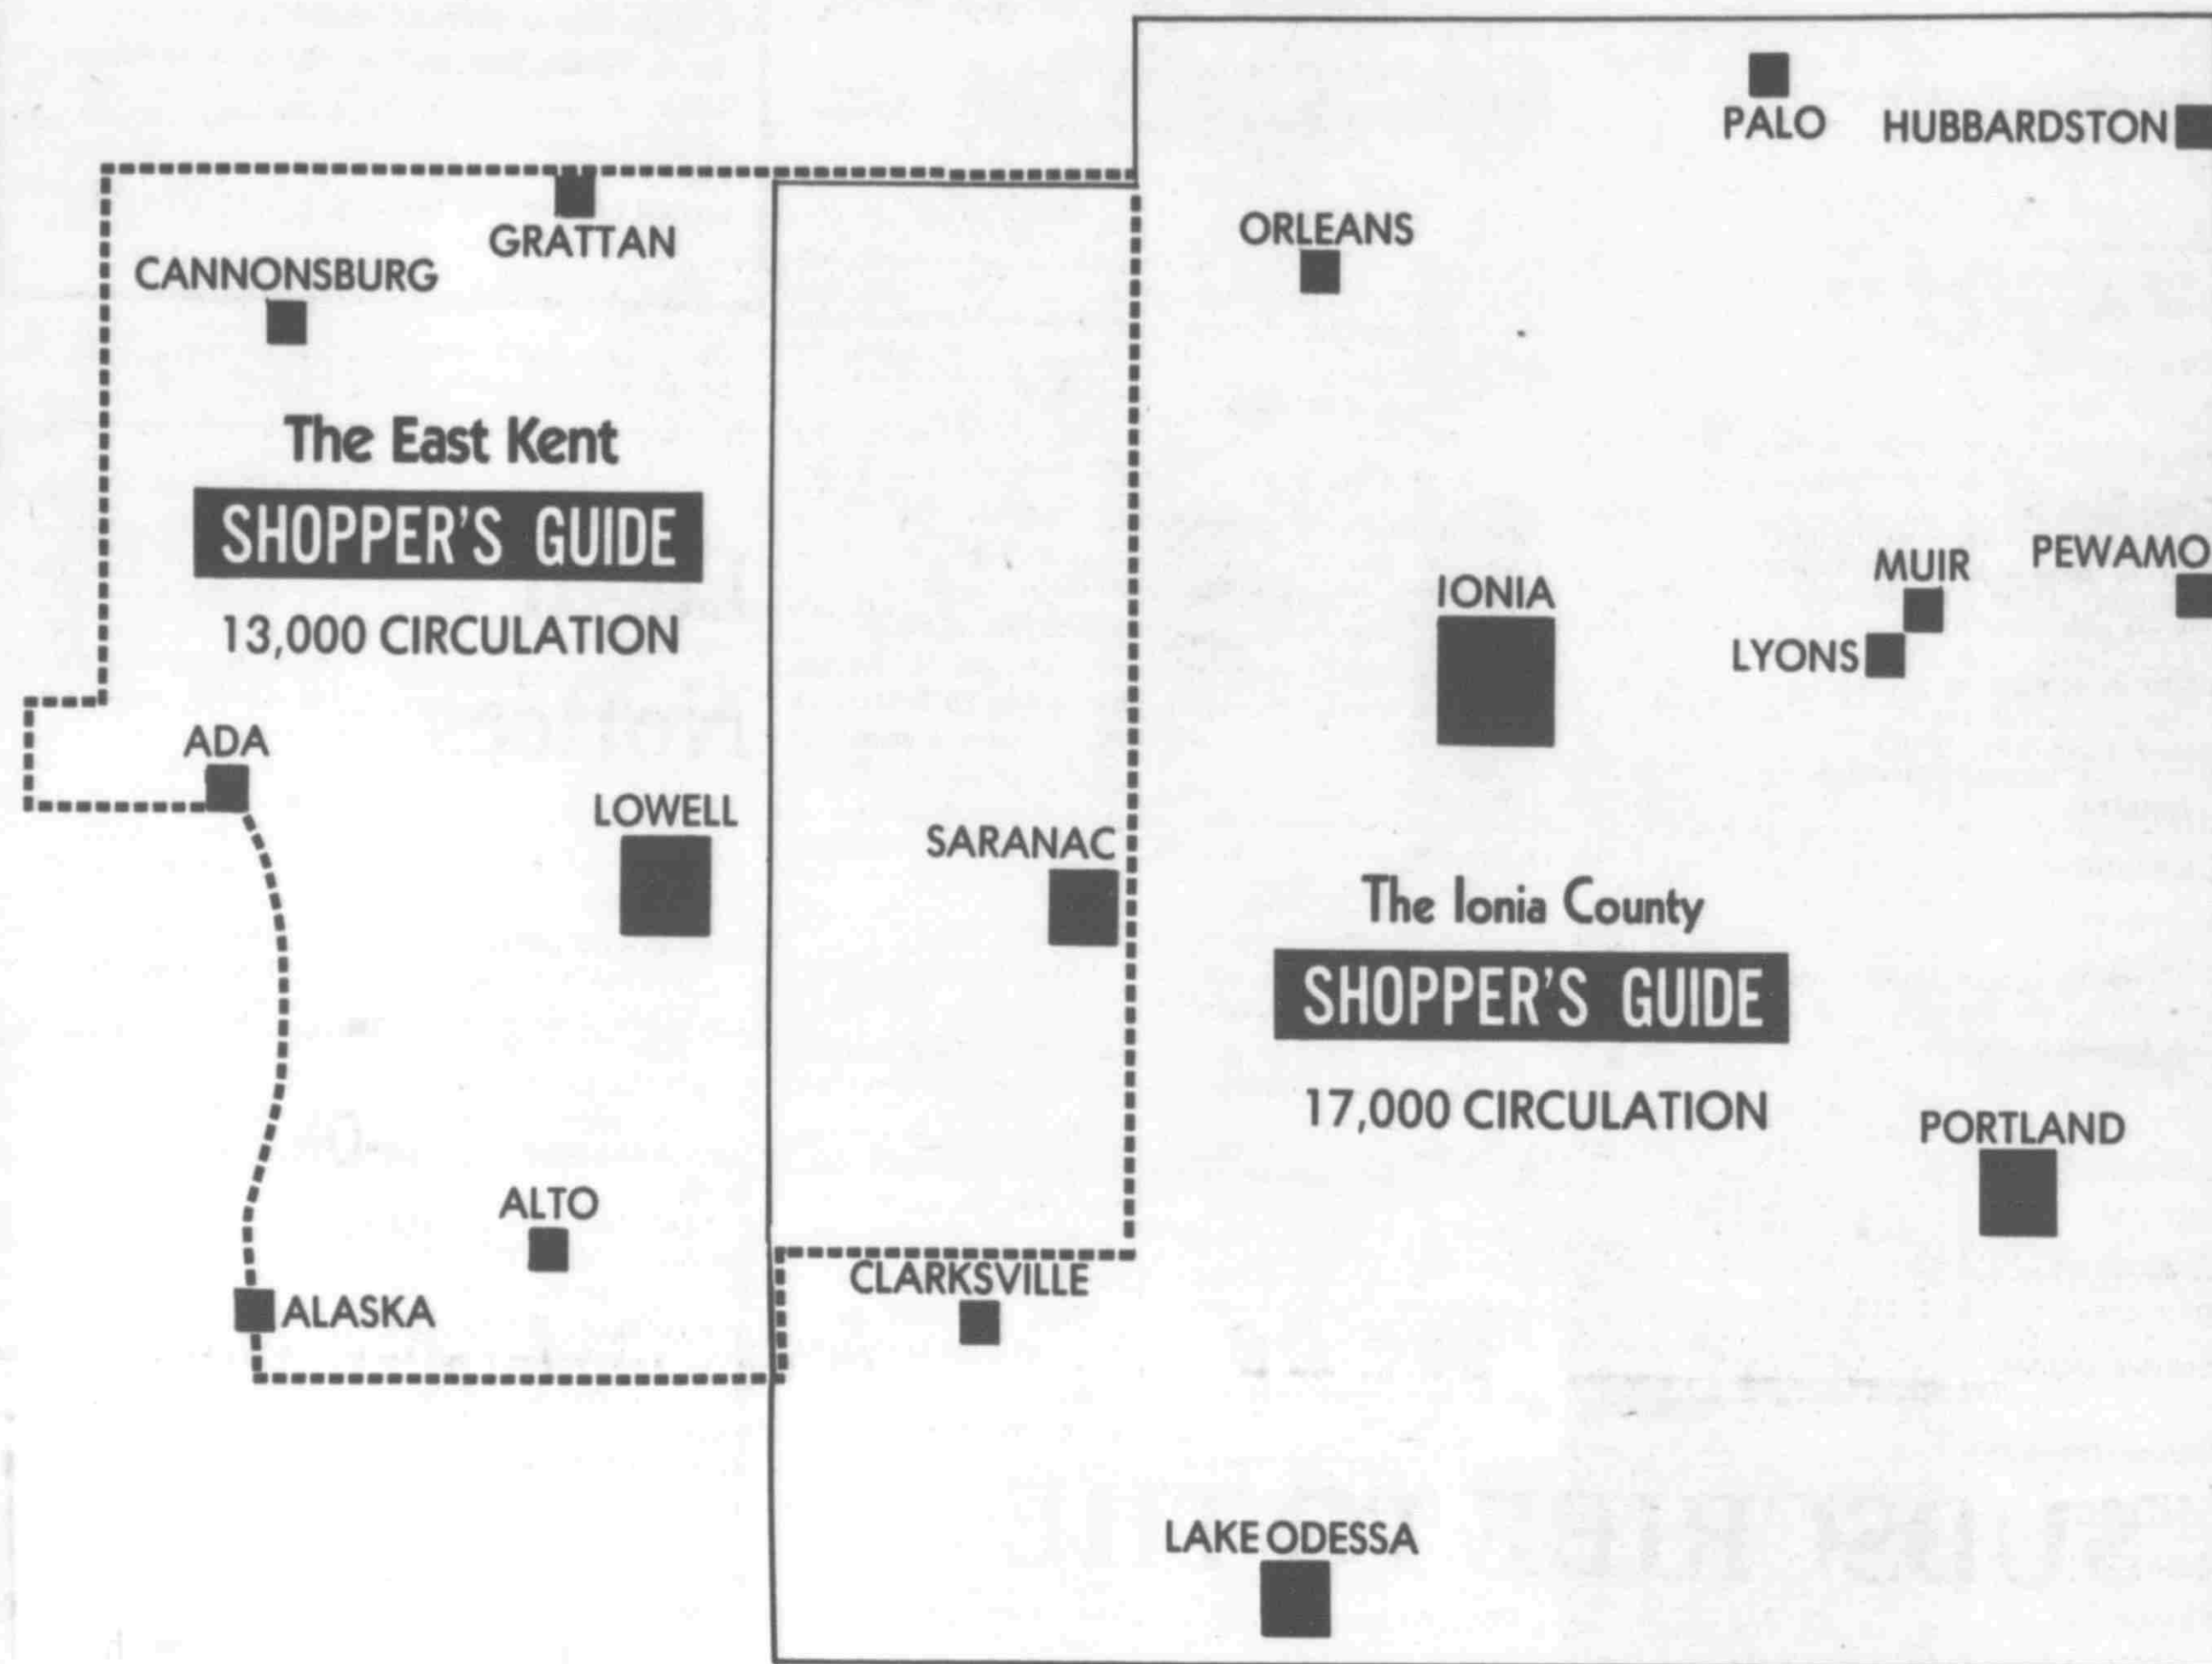 PALO
HUBBARDSTON
GRATTAN
ORLEANS
CANNONSBURG
The East Kent
SHOPPER'S GUIDE
13,000 CIRCULATION
IONIA
MUIR
PEWAMO
LYONS
ADA
LOWELL
SARANAC
The Ionia County
SHOPPER'S GUIDE
17,000 CIRCULATION
PORTLAND
ALTO
CLARKSVILLE
ALASKA
LAKE ODESSA